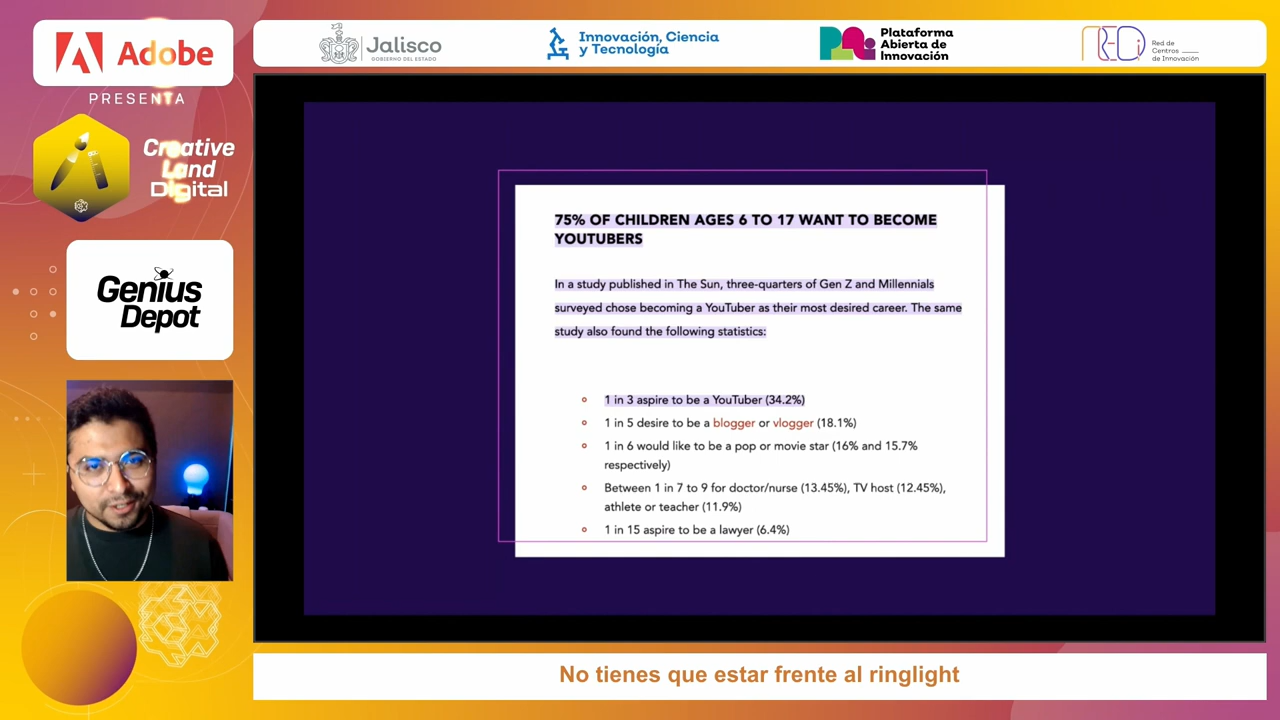 Adobe
PRESENTA
Creative
Land
Digital
Genius
Depot
Jalisco
GOBIERNO DEL ESTADO
Innovación, Ciencia
y Tecnología
Plataforma
Abierta de
Innovación
REDi
Red de
Centros
de Innovación
75% OF CHILDREN AGES 6 TO 17 WANT TO BECOME
YOUTUBERS
In a study published in The Sun, three-quarters of Gen Z and Millennials
surveyed chose becoming a YouTuber as their most desired career. The same
study also found the following statistics:
1 in 3 aspire to be a YouTuber (34.2%)
1 in 5 desire to be a blogger or vlogger (18.1%)
1 in 6 would like to be a pop or movie star (16% and 15.7%
respectively)
Between 1 in 7 to 9 for doctor/nurse (13.45%), TV host (12.45%),
athlete or teacher (11.9%)
1 in 15 aspire to be a lawyer (6.4%)
No tienes que estar frente al ringlight